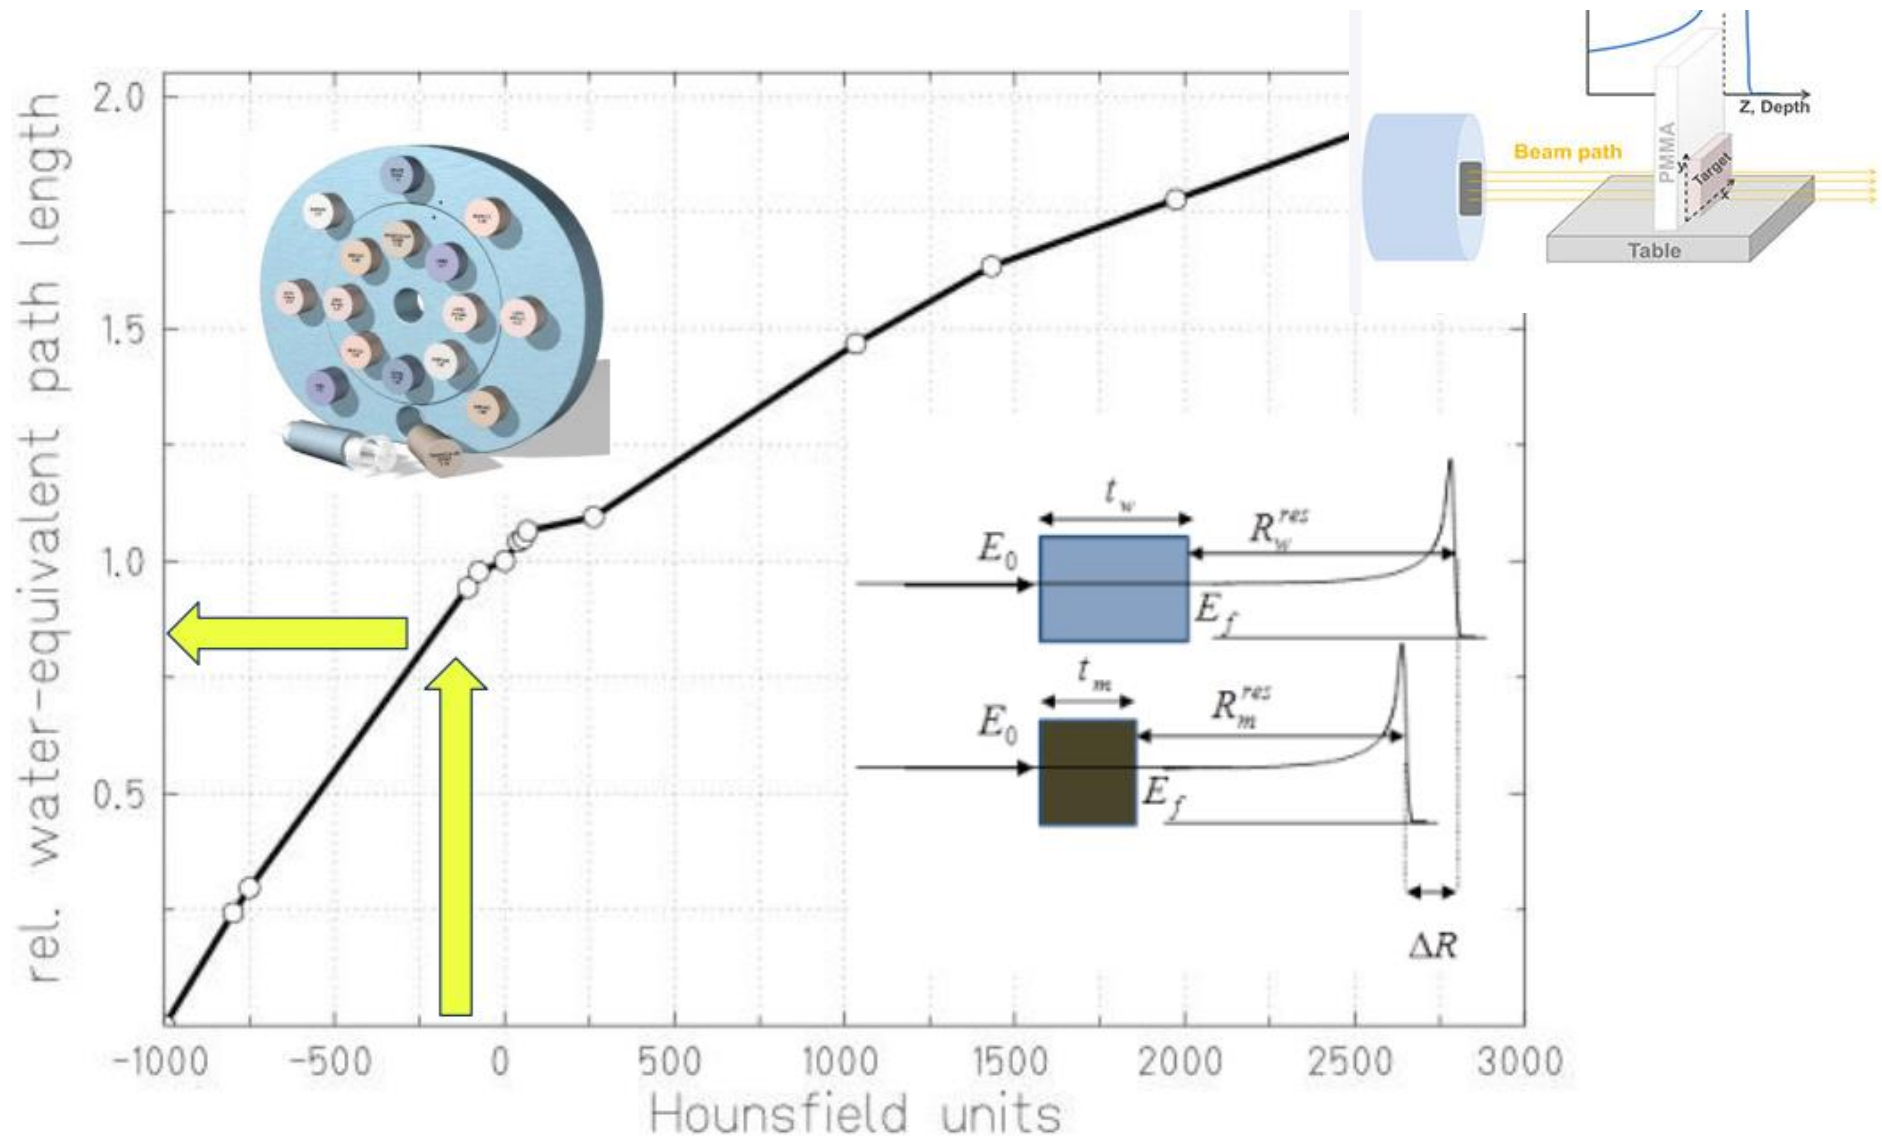 Z, Depth
Beam path
PMMA
y
Target
x
Table
rel. water-equivalent path length
2.0
1.5
1.0
0.5
t_w
E_0
R_w^{res}
E_f
t_m
E_0
R_m^{res}
E_f
ΔR
-1000 -500 0 500 1000 1500 2000 2500 3000
Hounsfield units